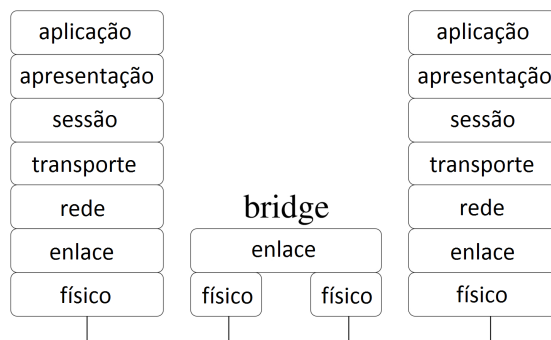 aplicação
apresentação
sessão
transporte
rede
enlace
físico
bridge
enlace
físico físico
aplicação
apresentação
sessão
transporte
rede
enlace
físico